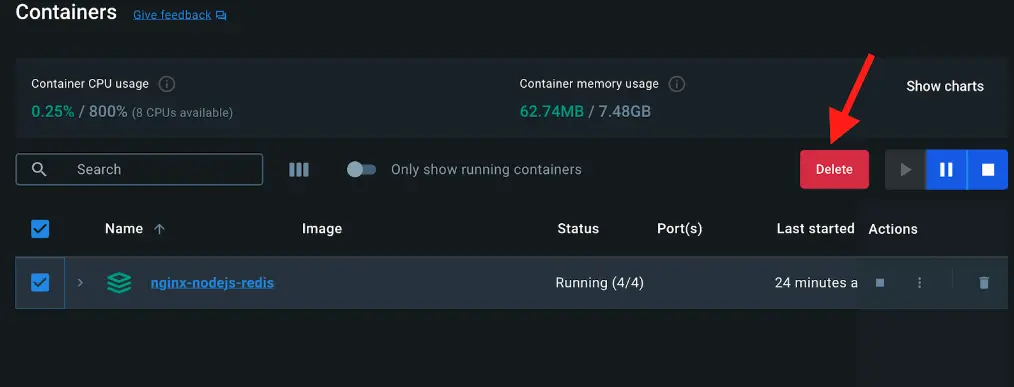 Containers Give feedback
Container CPU usage Container memory usage Show charts
0.25% / 800% (8 CPUs available) 62.74MB / 7.48GB
Search Only show running containers Delete
Name Image Status Port(s) Last started Actions
nginx-nodejs-redis Running (4/4) 24 minutes a